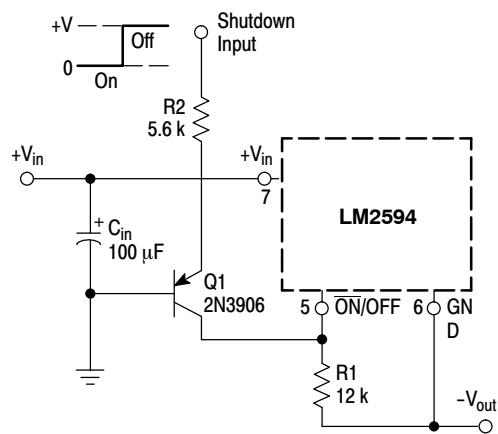 +V
Off
0
On
Shutdown
Input
R2
5.6 k
+Vin
+Vin
7
LM2594
+ Cin
100 μF
Q1
2N3906
5
ON/OFF
6
GN
D
R1
12 k
−Vout